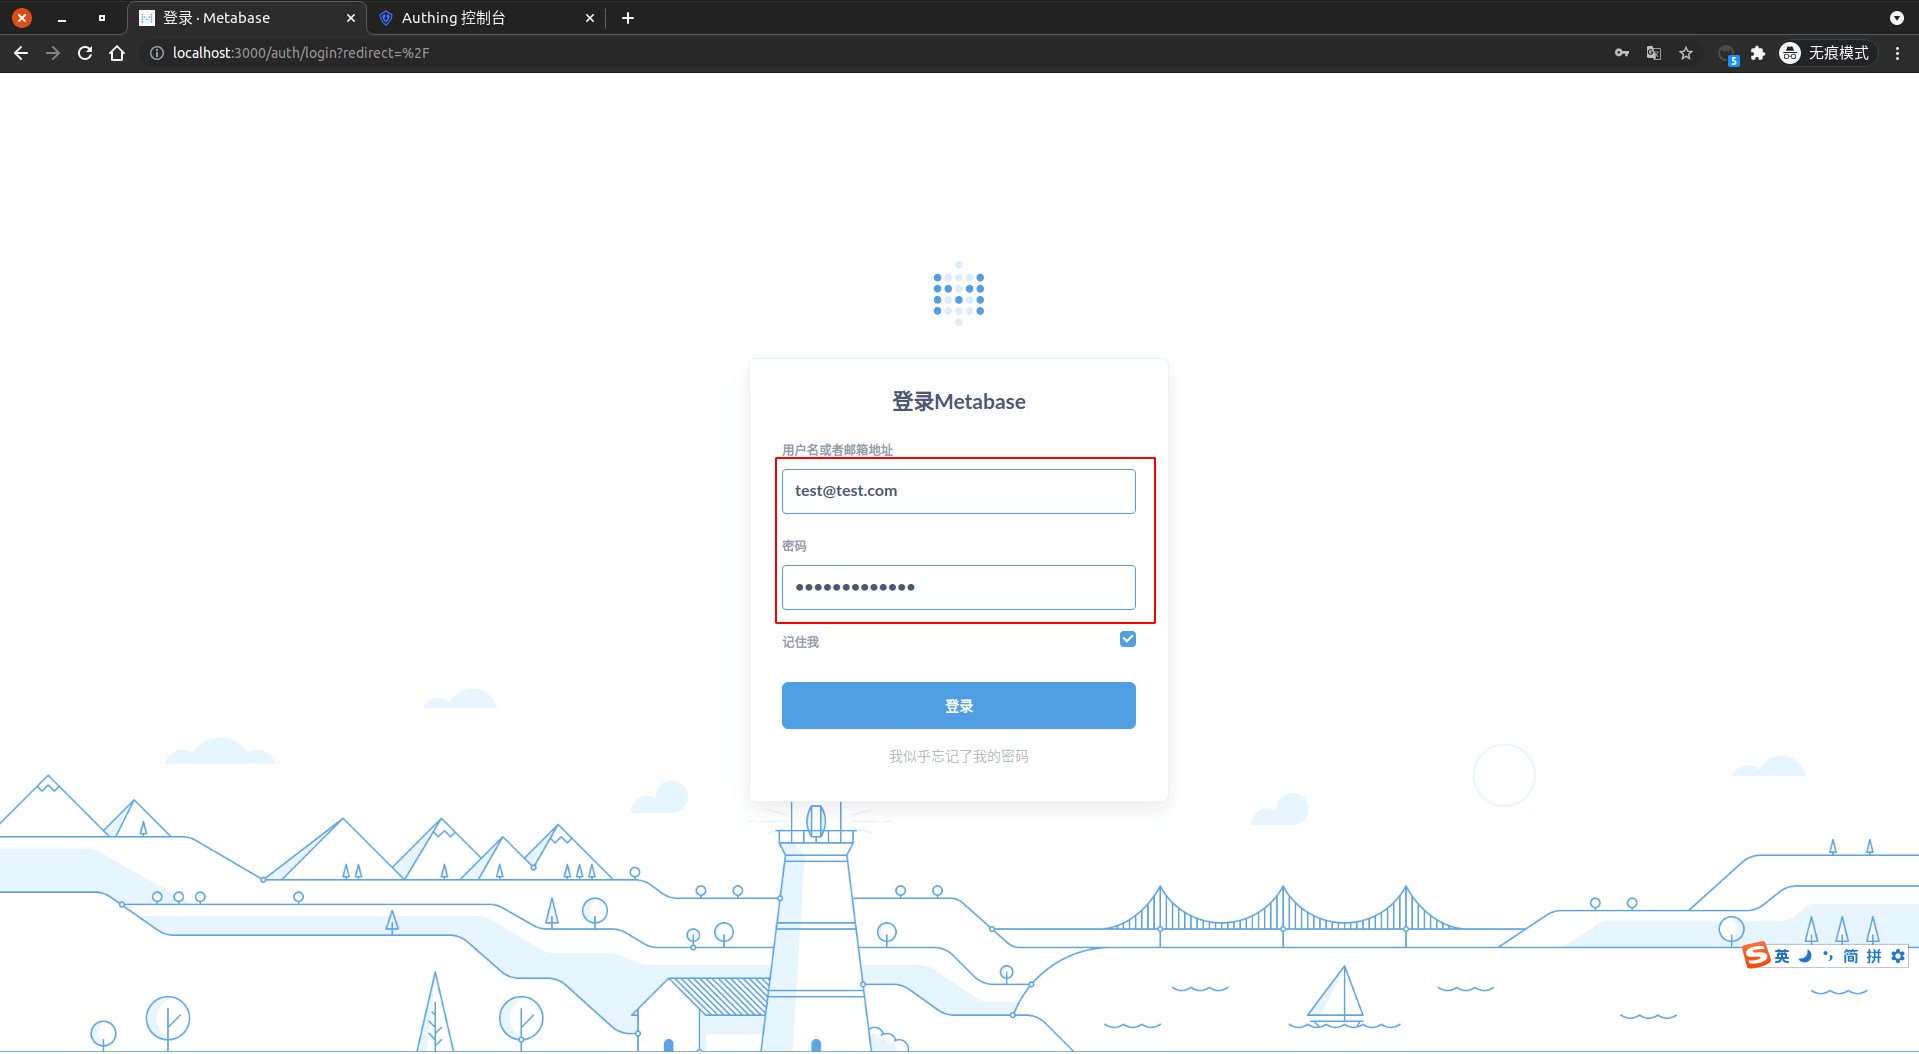 登录 · Metabase
Authing 控制台
localhost:3000/auth/login?redirect=%2F
5
无痕模式
登录Metabase
用户名或者邮箱地址
test@test.com
密码
•••••••••••••
记住我
登录
我似乎忘记了我的密码
S 英 简 拼